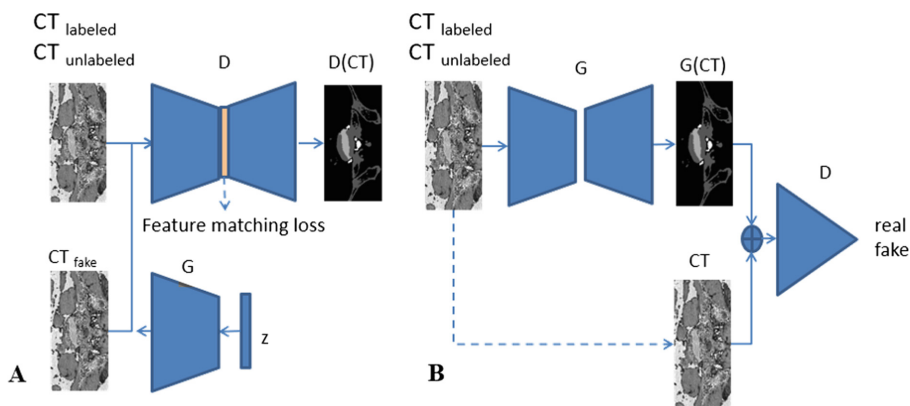 CT labeled
CT unlabeled
D
D(CT)
Feature matching loss
CT fake
G
z
A
CT labeled
CT unlabeled
G
G(CT)
D
real
fake
CT
B